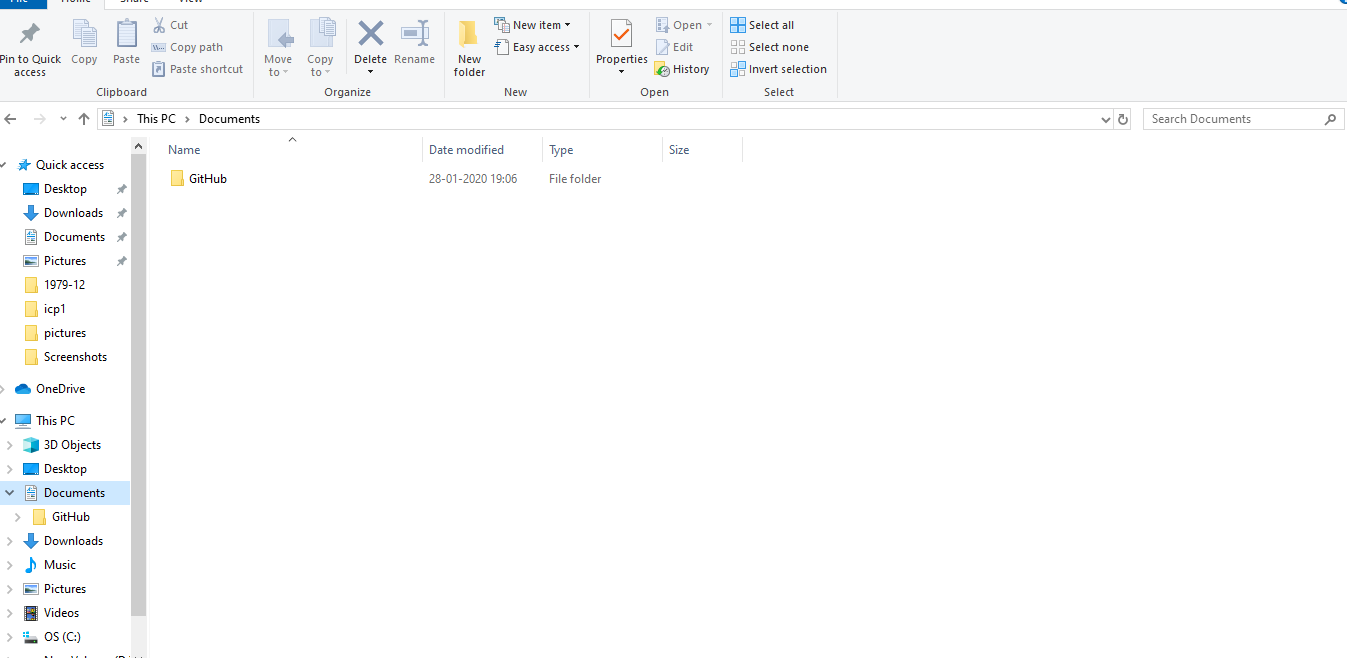 File Home Share View
Pin to Quick access
Copy
Paste
Cut
Copy path
Paste shortcut
Clipboard
Move to
Copy to
Delete
Rename
Organize
New folder
New item
Easy access
New
Properties
Open
Edit
History
Open
Select all
Select none
Invert selection
Select
This PC Documents
Search Documents
Name Date modified Type Size
GitHub 28-01-2020 19:06 File folder
Quick access
Desktop
Downloads
Documents
Pictures
1979-12
icp1
pictures
Screenshots
OneDrive
This PC
3D Objects
Desktop
Documents
GitHub
Downloads
Music
Pictures
Videos
OS (C:)